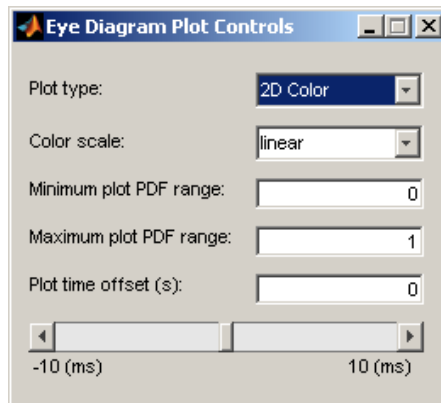 Eye Diagram Plot Controls
Plot type: 2D Color
Color scale: linear
Minimum plot PDF range: 0
Maximum plot PDF range: 1
Plot time offset (s): 0
-10 (ms) 10 (ms)